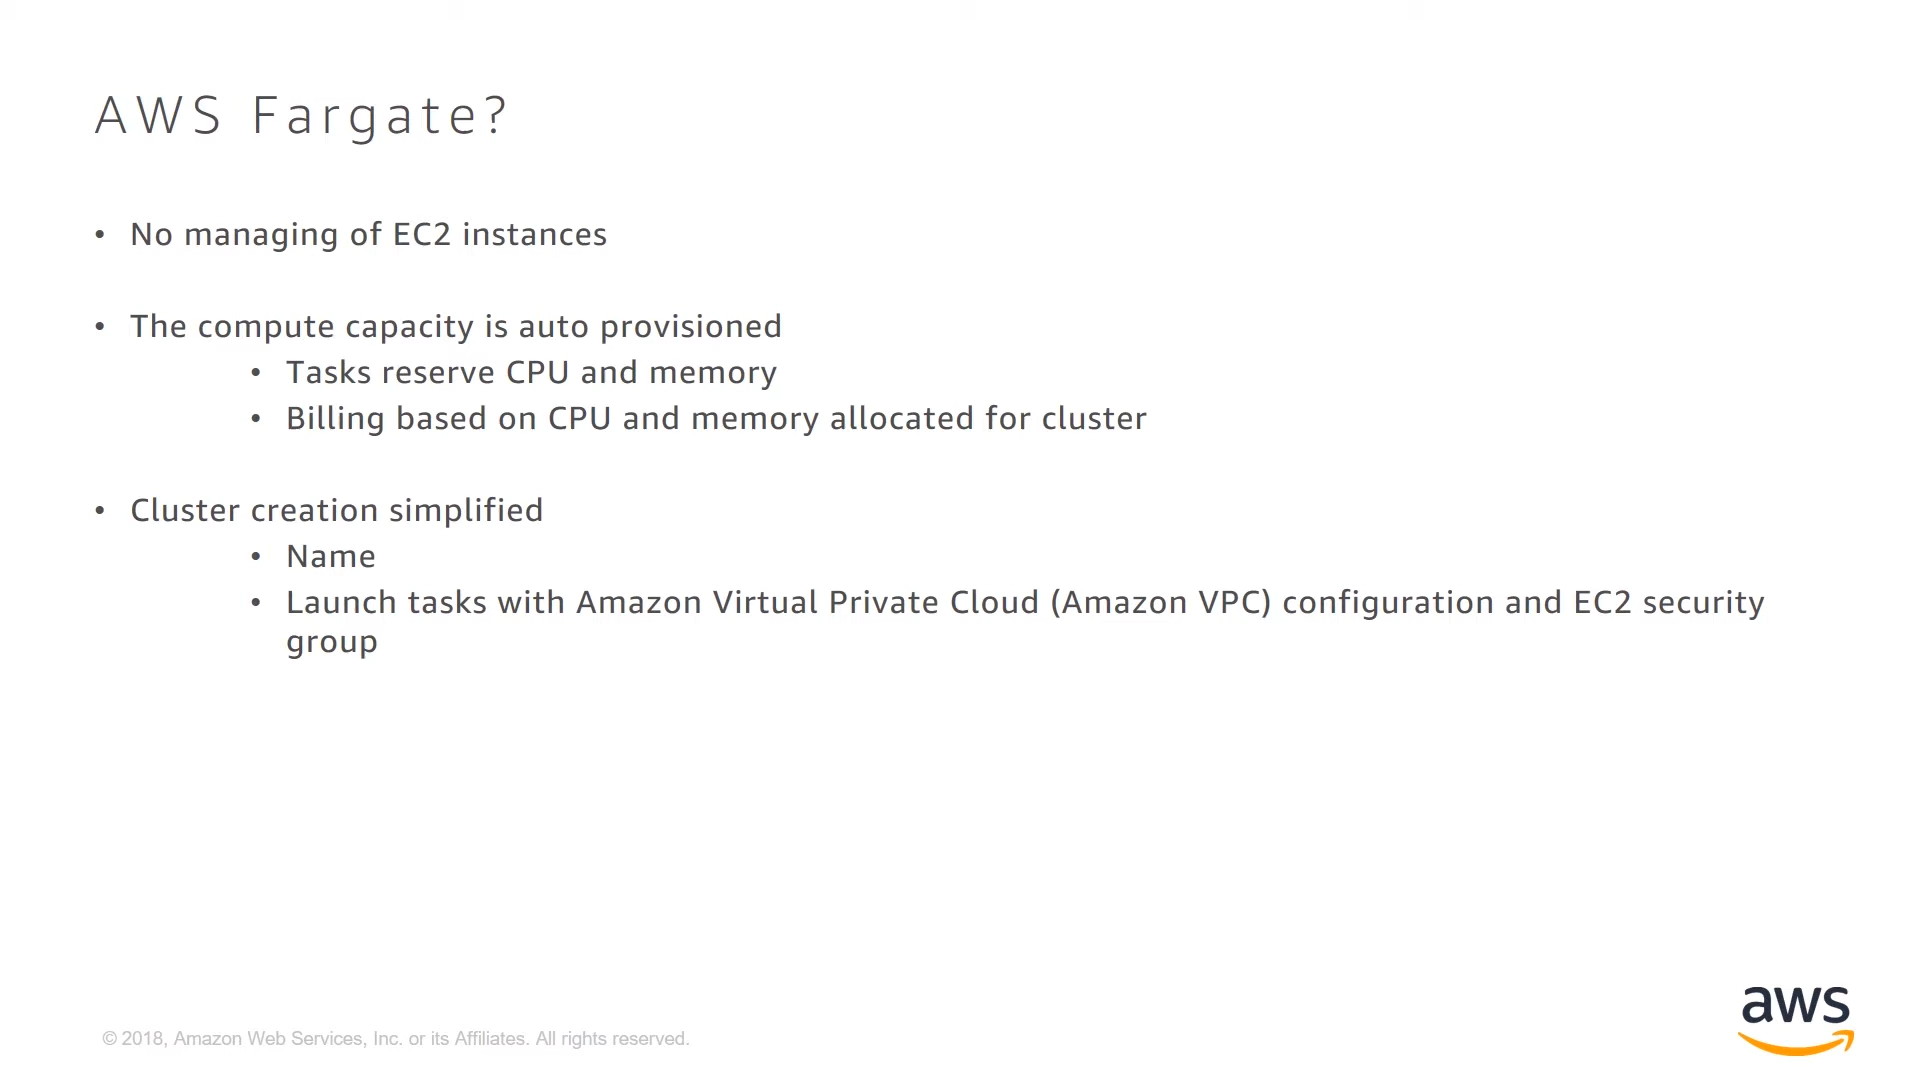 AWS Fargate?
• No managing of EC2 instances
• The compute capacity is auto provisioned
• Tasks reserve CPU and memory
• Billing based on CPU and memory allocated for cluster
• Cluster creation simplified
• Name
• Launch tasks with Amazon Virtual Private Cloud (Amazon VPC) configuration and EC2 security
group
© 2018, Amazon Web Services, Inc. or its Affiliates. All rights reserved.
aws